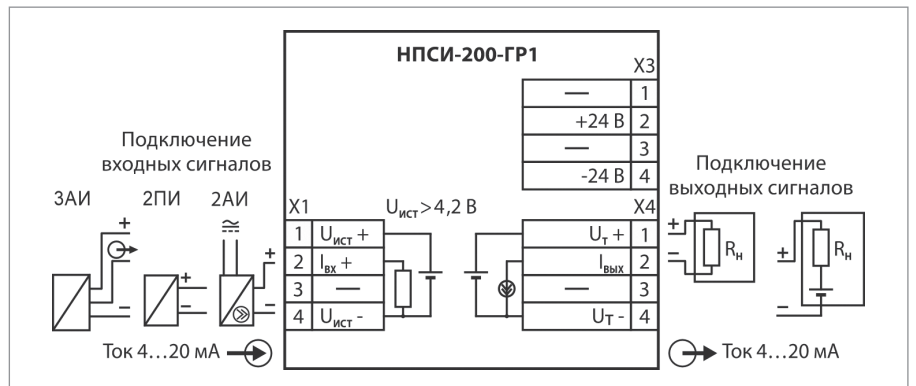 НПСИ-200-ГР1
X3
— 1
+24 В 2
— 3
-24 В 4
Подключение
входных сигналов
3АИ 2ПИ 2АИ
Подключение
выходных сигналов
X1
Uист>4,2 В
X4
1 Uист +
2 Iвх +
3 —
4 Uист -
Uт + 1
Iвых 2
— 3
UТ - 4
+
−
+
−
+
−
+
−
Rн
+
−
Rн
Ток 4...20 мА
Ток 4...20 мА